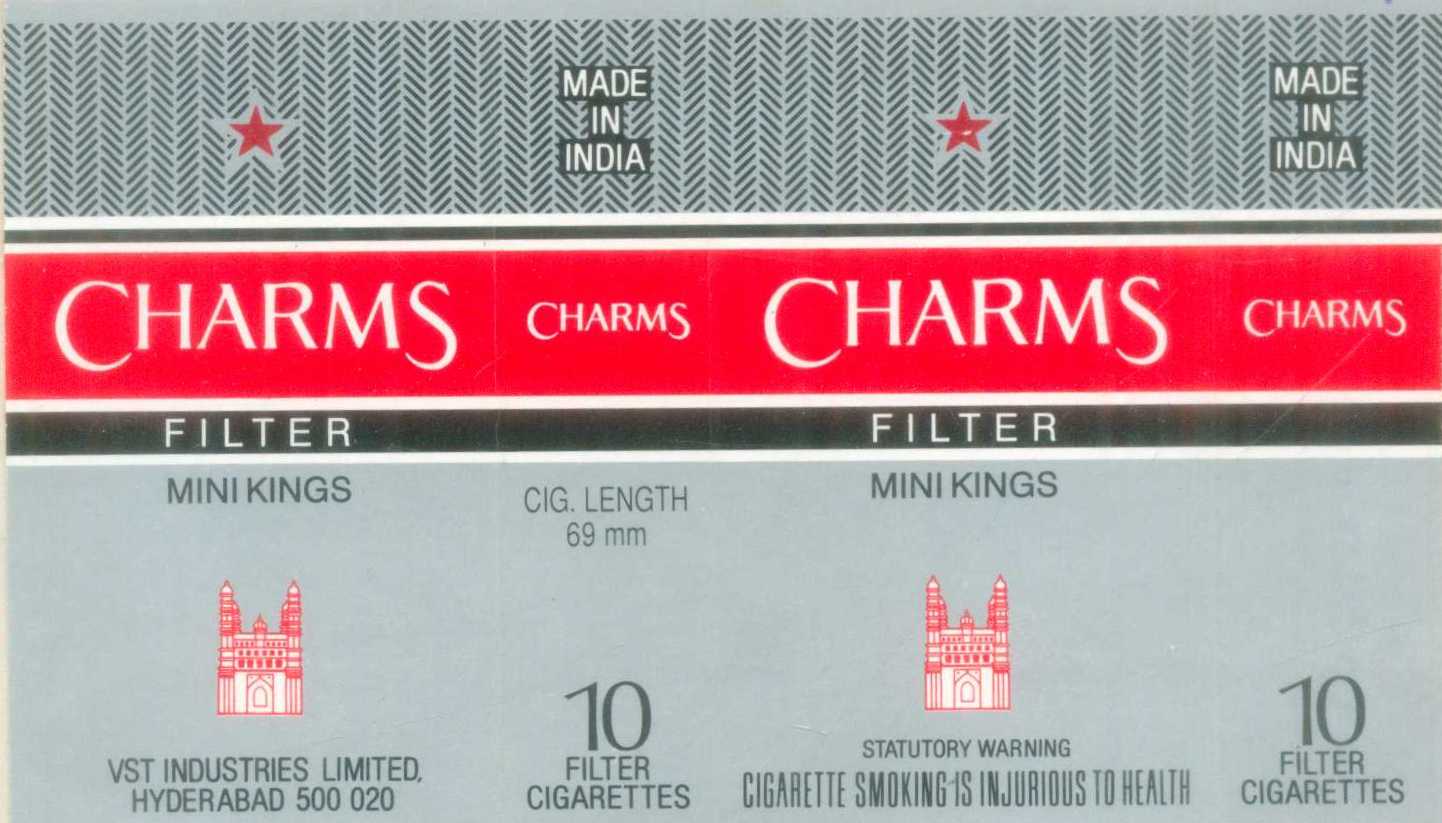 MADE
IN
INDIA
MADE
IN
INDIA
CHARMS
CHARMS
CHARMS
CHARMS
FILTER
FILTER
MINI KINGS
CIG. LENGTH
69 mm
MINI KINGS
VST INDUSTRIES LIMITED,
HYDERABAD 500 020
10
FILTER
CIGARETTES
STATUTORY WARNING
CIGARETTE SMOKING IS INJURIOUS TO HEALTH
10
FILTER
CIGARETTES